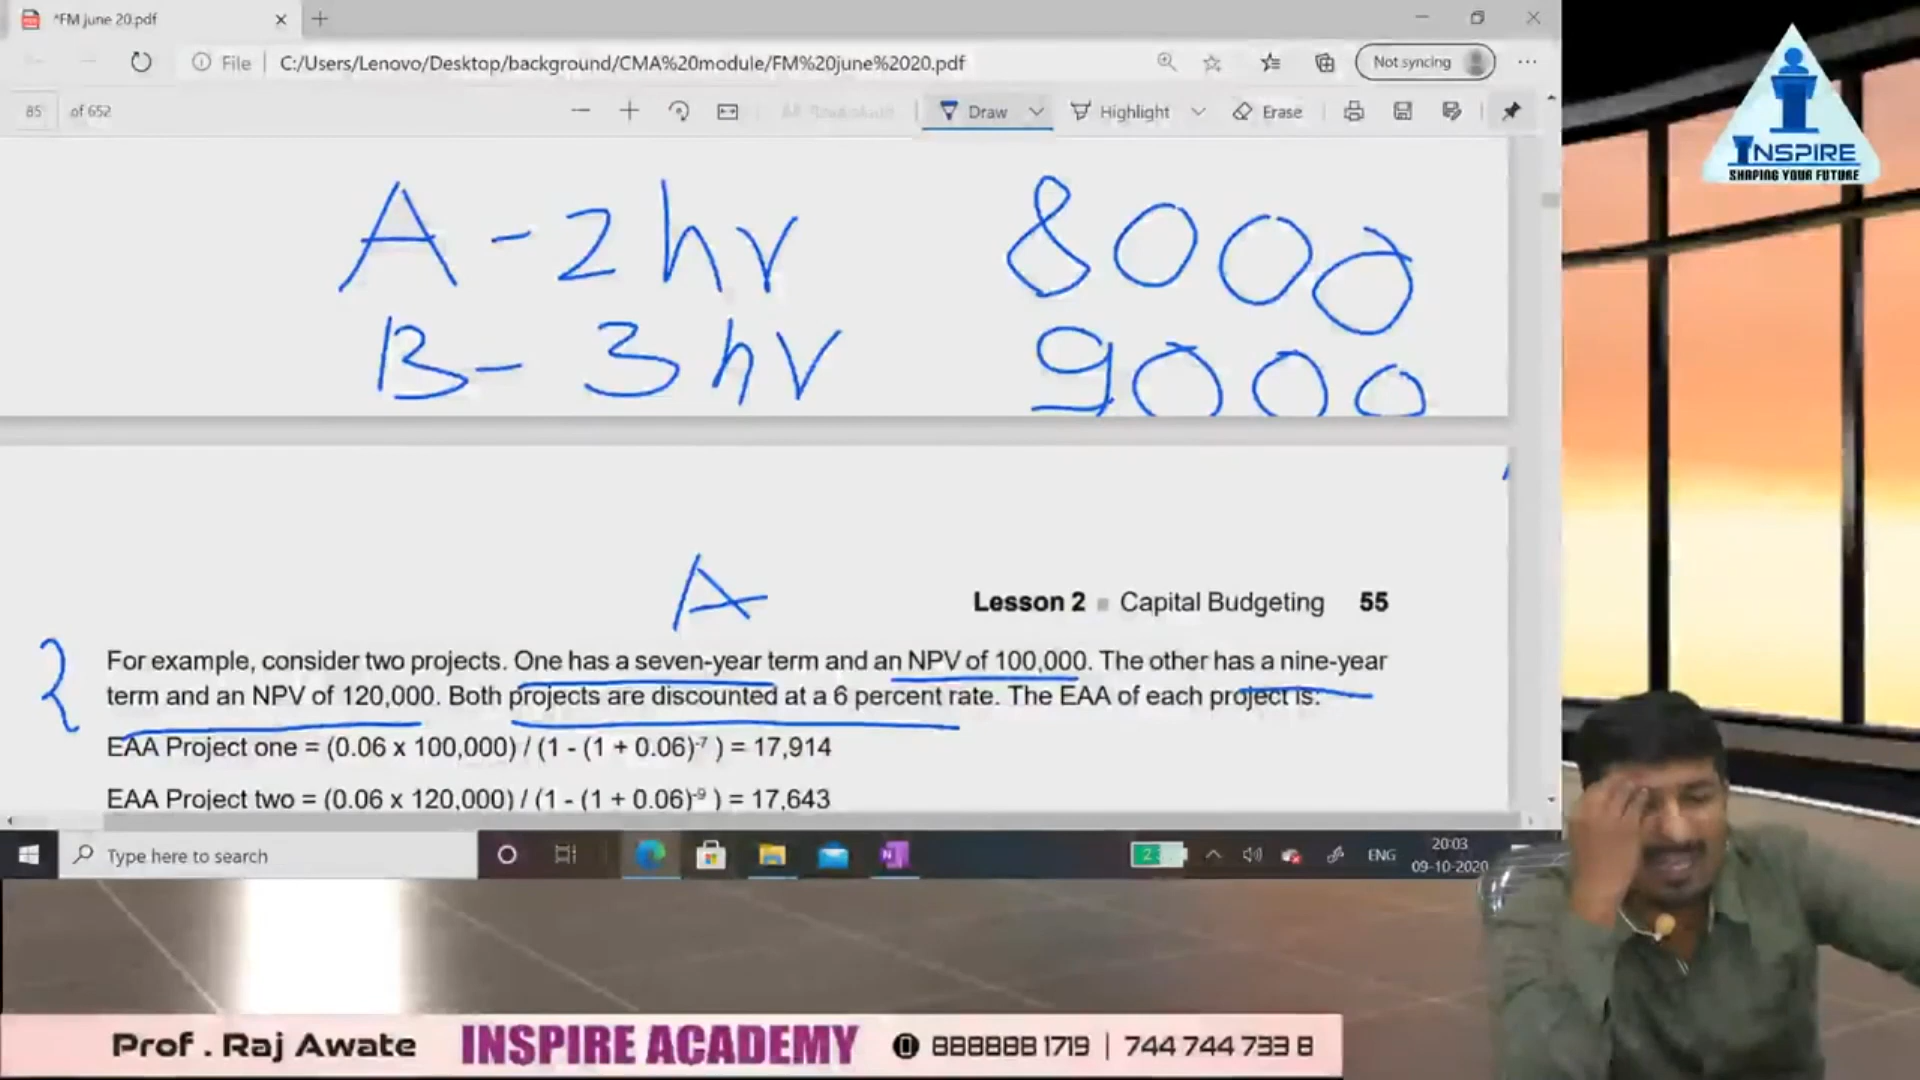 *FM june 20.pdf
File | C:/Users/Lenovo/Desktop/background/CMA%20module/FM%20june%2020.pdf
Not syncing
85 of 652
Draw
Highlight
Erase
INSPIRE
SHAPING YOUR FUTURE
A - 2 hr 8000
B - 3 hr 9000
A
Lesson 2 ■ Capital Budgeting 55
For example, consider two projects. One has a seven-year term and an NPV of 100,000. The other has a nine-year
term and an NPV of 120,000. Both projects are discounted at a 6 percent rate. The EAA of each project is:
EAA Project one = (0.06 x 100,000) / (1 - (1 + 0.06)-7 ) = 17,914
EAA Project two = (0.06 x 120,000) / (1 - (1 + 0.06)-9 ) = 17,643
Type here to search
ENG
20:03
09-10-2020
Prof . Raj Awate INSPIRE ACADEMY 888888 1719 | 744 744 733 8